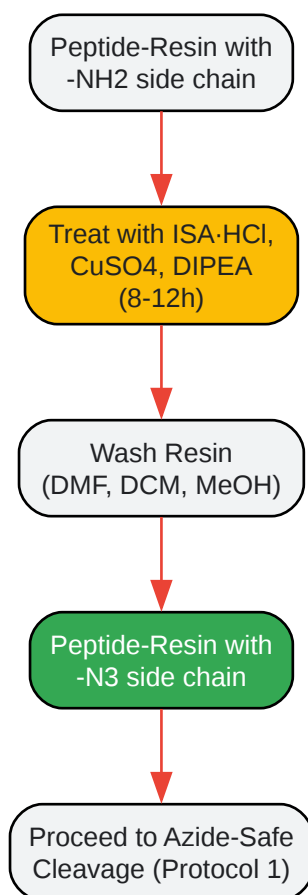 Peptide-Resin with
-NH2 side chain
Treat with ISA·HCl,
CuSO4, DIPEA
(8-12h)
Wash Resin
(DMF, DCM, MeOH)
Peptide-Resin with
-N3 side chain
Proceed to Azide-Safe
Cleavage (Protocol 1)